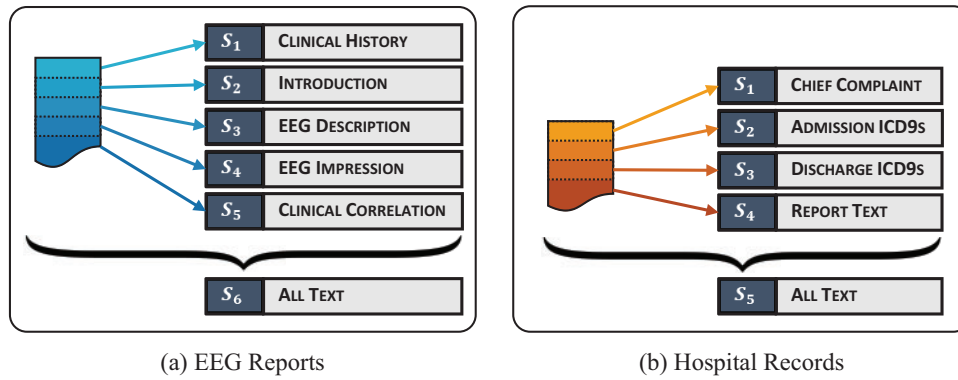 S1 CLINICAL HISTORY
S2 INTRODUCTION
S3 EEG DESCRIPTION
S4 EEG IMPRESSION
S5 CLINICAL CORRELATION
S6 ALL TEXT
(a) EEG Reports
S1 CHIEF COMPLAINT
S2 ADMISSION ICD9S
S3 DISCHARGE ICD9S
S4 REPORT TEXT
S5 ALL TEXT
(b) Hospital Records